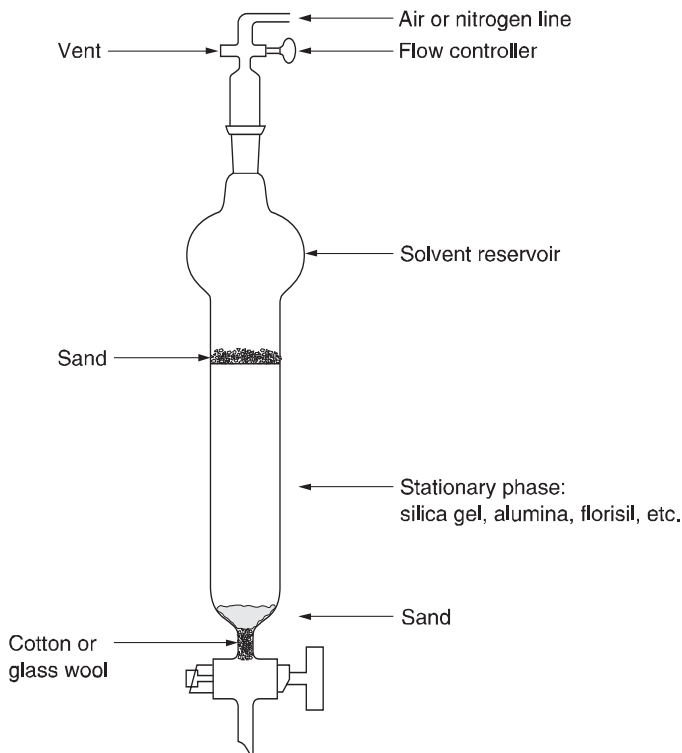 Air or nitrogen line
Vent
Flow controller
Solvent reservoir
Sand
Stationary phase:
silica gel, alumina, florisil, etc.
Sand
Cotton or
glass wool